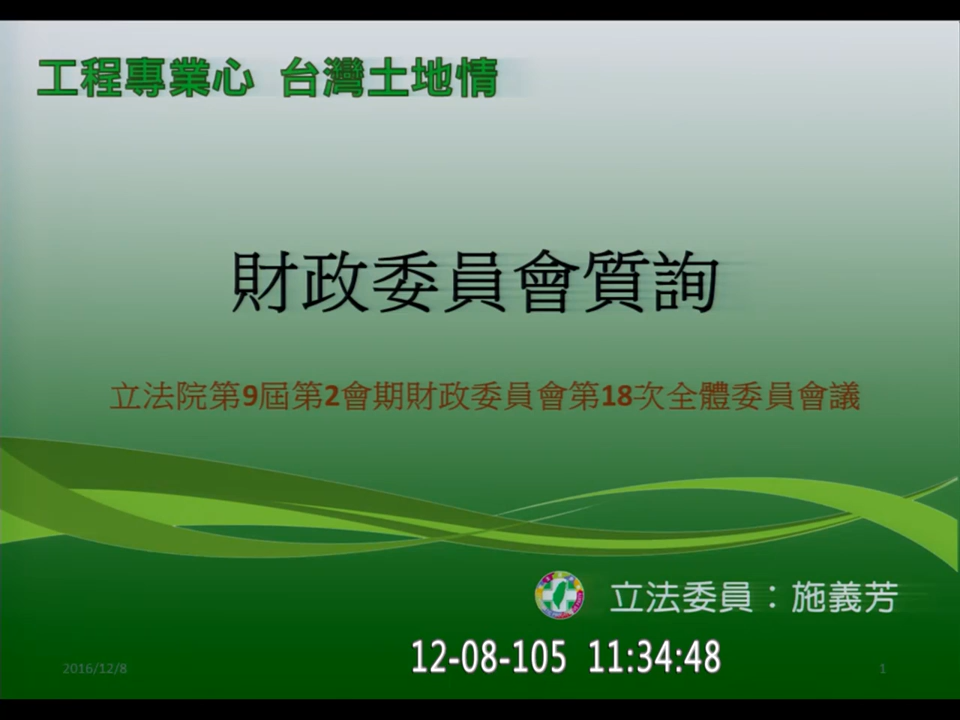 工程專業心 台灣土地情
財政委員會質詢
立法院第9屆第2會期財政委員會第18次全體委員會議
立法委員：施義芳
12-08-105 11:34:48
2016/12/8
1